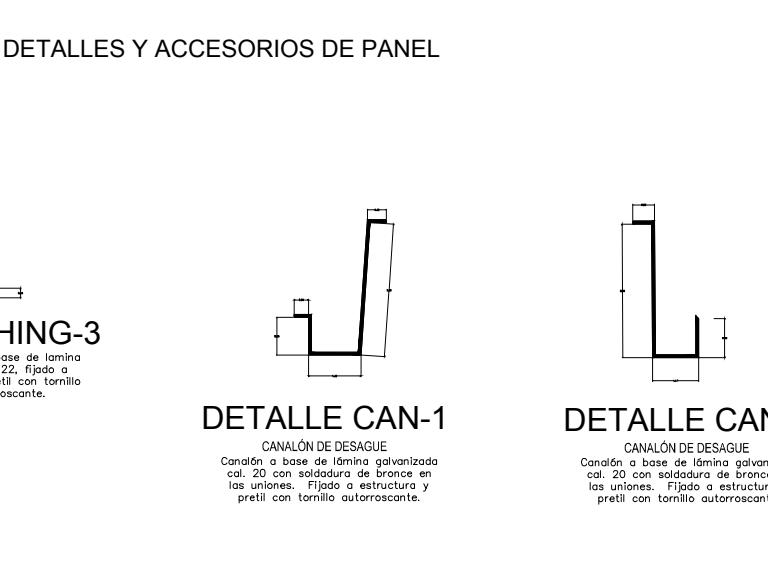 DETALLES Y ACCESORIOS DE PANEL
HING-3
ase de lamina
22, fijado a
til con tornillo
oscante.
DETALLE CAN-1
CANALÓN DE DESAGUE
Canalón a base de lámina galvanizada
cal. 20 con soldadura de bronce en
las uniones. Fijado a estructura y
pretil con tornillo autorroscante.
DETALLE CAN
CANALÓN DE DESAGUE
Canalón a base de lámina galvan
cal. 20 con soldadura de bronce
las uniones. Fijado a estructur
pretil con tornillo autorroscant